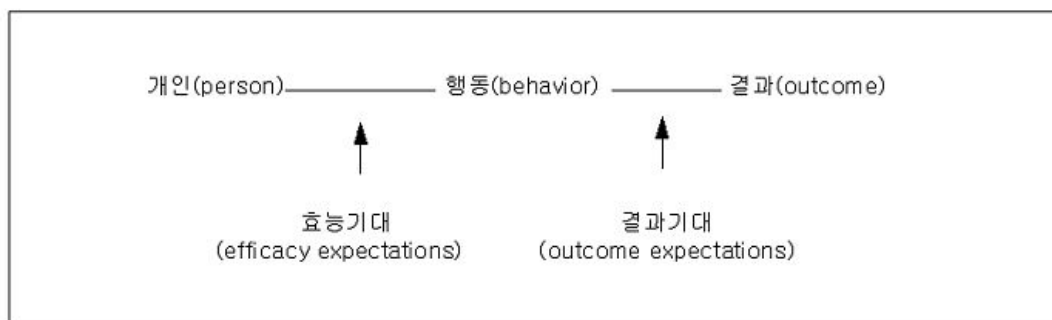 개인(person) 행동(behavior) 결과(outcome)
효능기대 결과기대
(efficacy expectations) (outcome expectations)